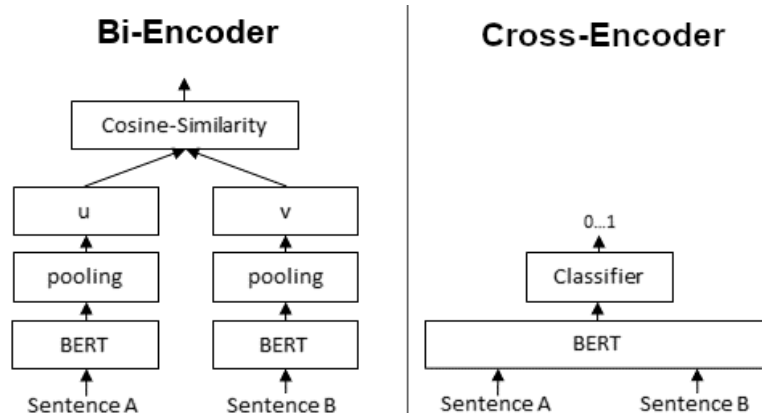 Bi-Encoder
Cosine-Similarity
u
v
pooling
pooling
BERT
BERT
Sentence A
Sentence B
Cross-Encoder
0...1
Classifier
BERT
Sentence A
Sentence B